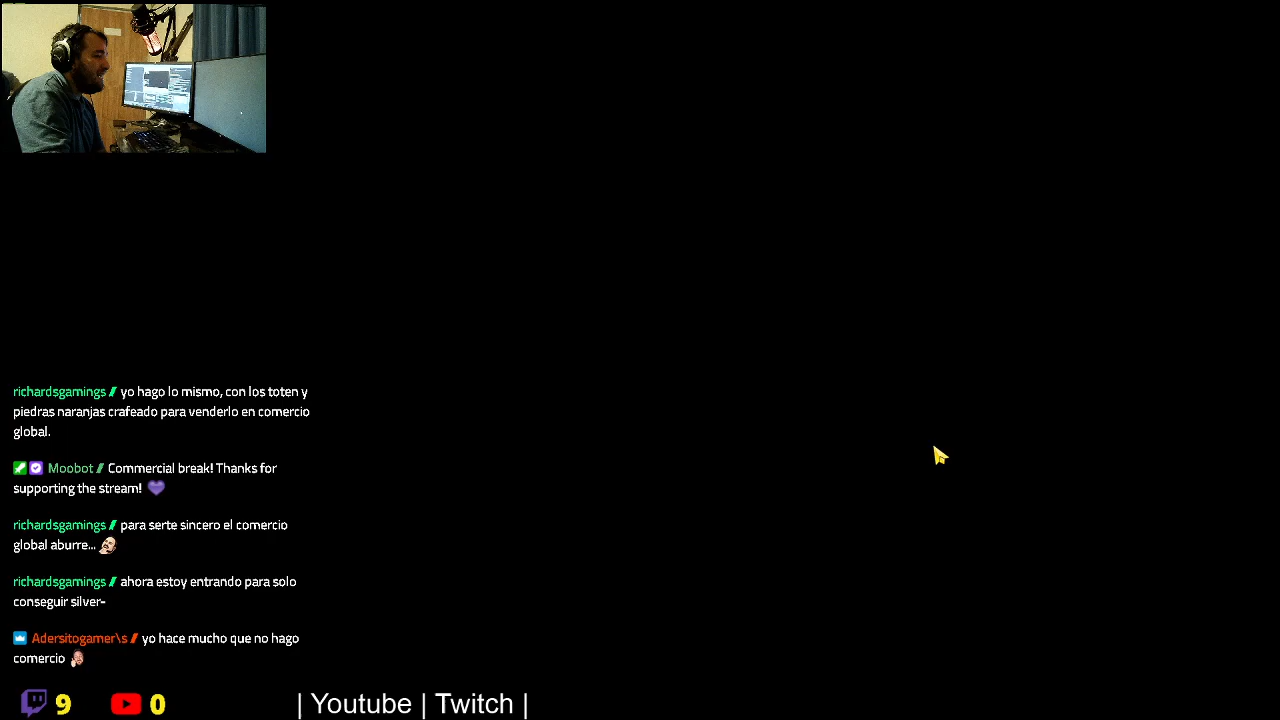 richardsgamings // yo hago lo mismo, con los toten y
piedras naranjas crafeado para venderlo en comercio
global.
Moobot // Commercial break! Thanks for
supporting the stream!
richardsgamings // para serte sincero el comercio
global aburre...
richardsgamings // ahora estoy entrando para solo
conseguir silver-
Adersitogamer\s // yo hace mucho que no hago
comercio
9 0 | Youtube | Twitch |